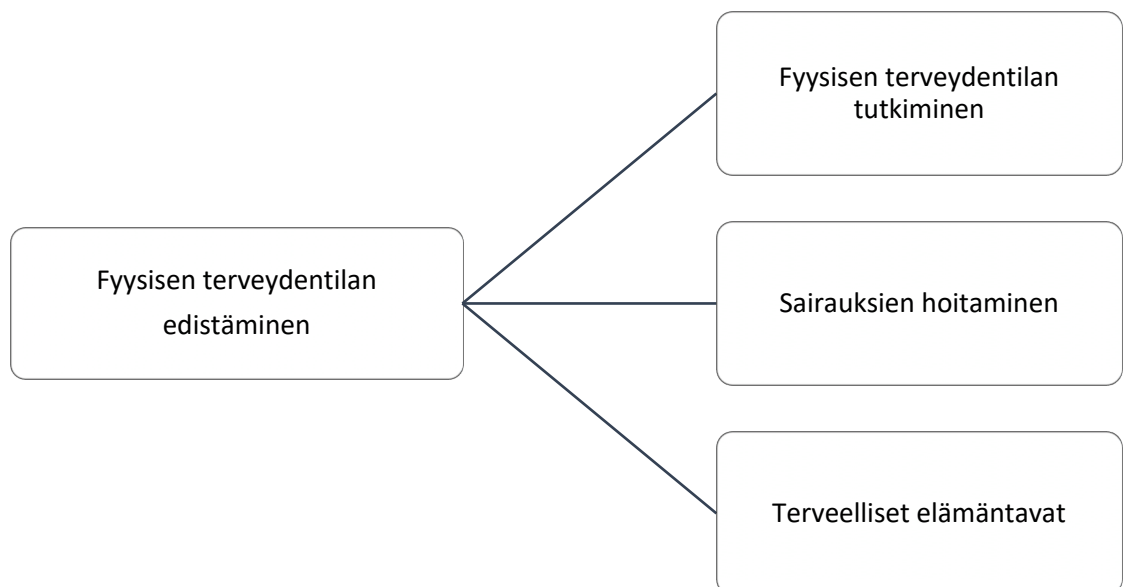 Fyysisen terveydentilan
tutkiminen
Fyysisen terveydentilan
edistäminen
Sairauksien hoitaminen
Terveelliset elämäntavat